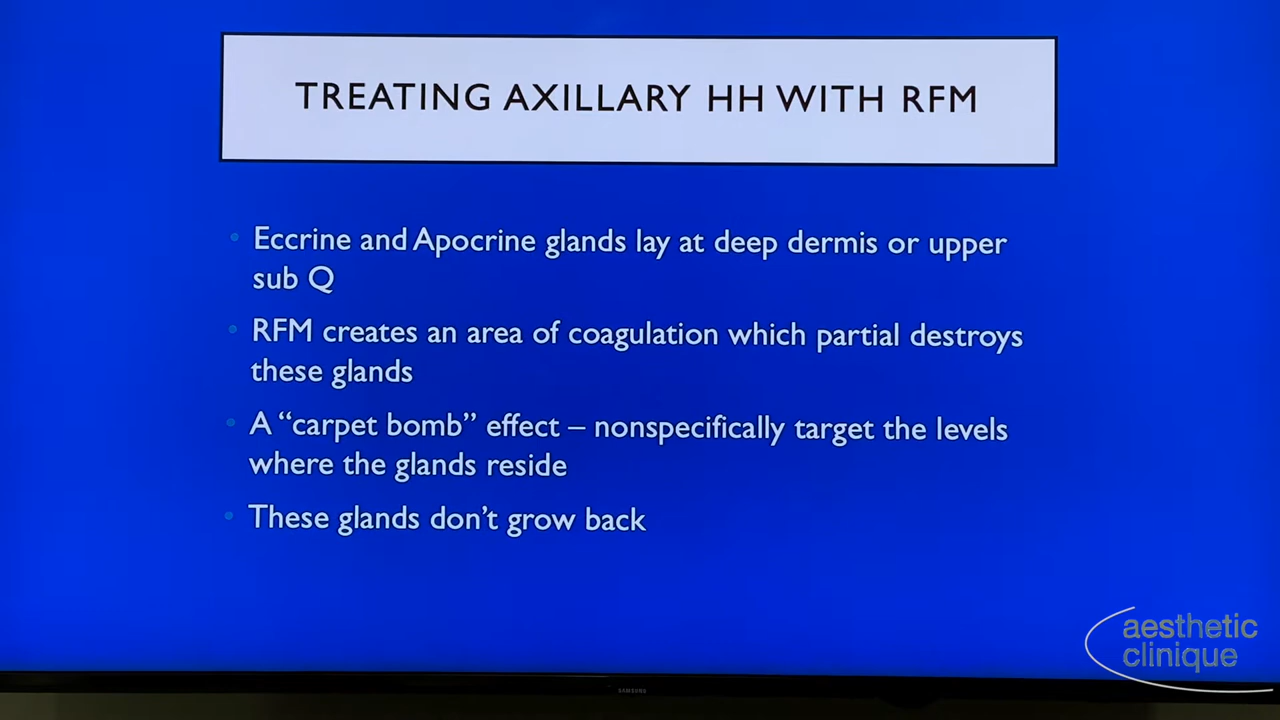 TREATING AXILLARY HH WITH RFM
• Eccrine and Apocrine glands lay at deep dermis or upper
sub Q
• RFM creates an area of coagulation which partial destroys
these glands
• A “carpet bomb” effect – nonspecifically target the levels
where the glands reside
• These glands don’t grow back
aesthetic
clinique
SAMSUNG